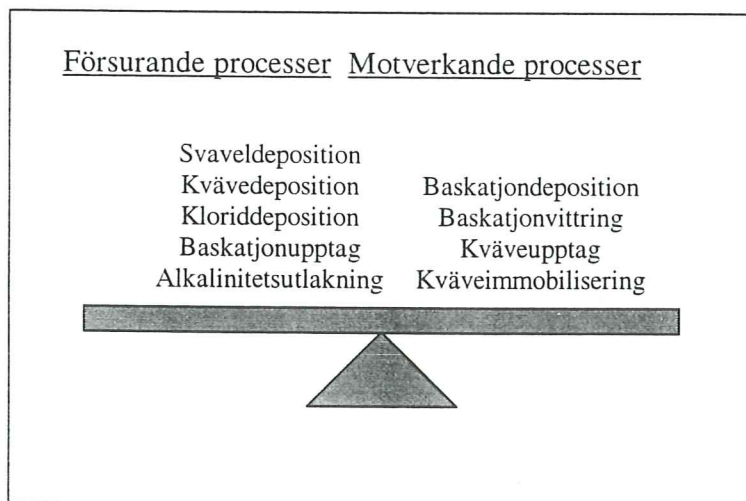 Försurande processer Motverkande processer
Svaveldeposition
Kvävedeposition
Kloriddeposition
Baskatjonupptag
Alkalinitetsutlakning
Baskatjondeposition
Baskatjonvittring
Kväveupptag
Kväveimmobilisering